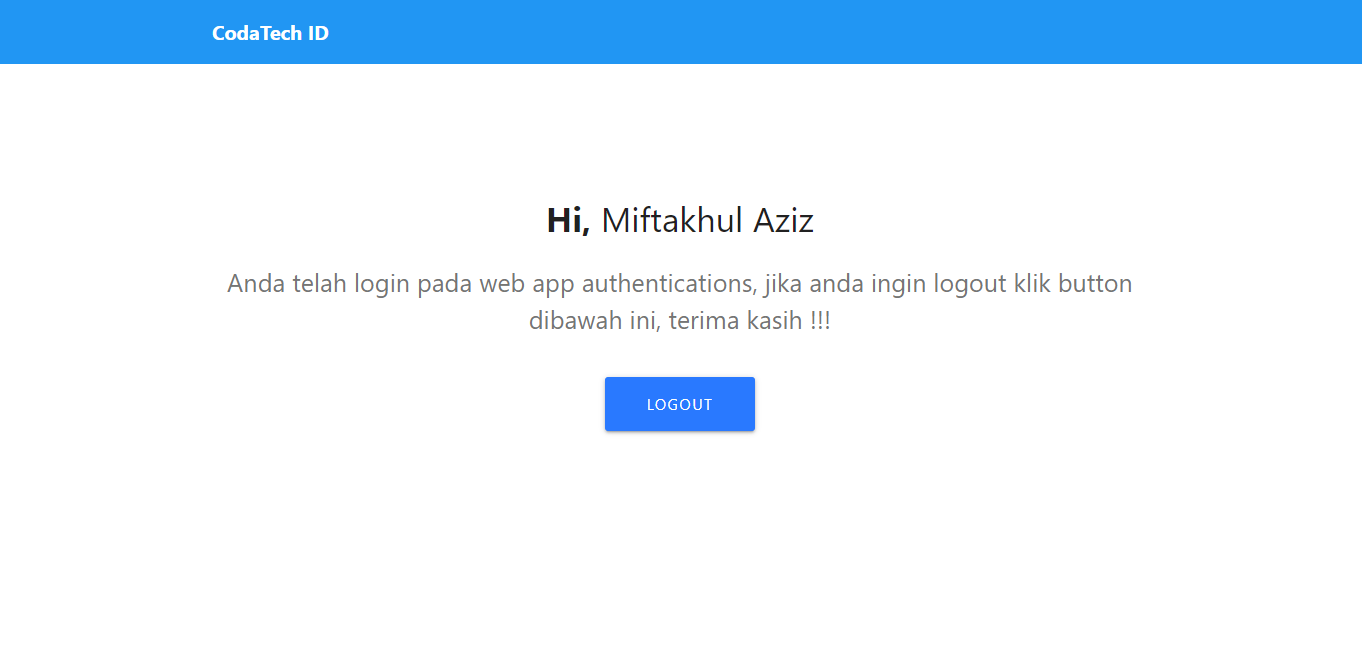 CodaTech ID
Hi, Miftakhul Aziz
Anda telah login pada web app authentications, jika anda ingin logout klik button
dibawah ini, terima kasih !!!
LOGOUT